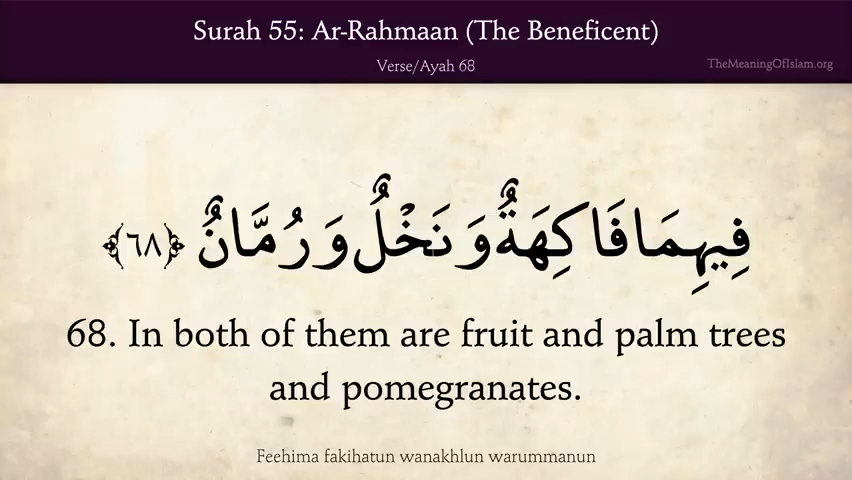 Surah 55: Ar-Rahmaan (The Beneficent)
Verse/Ayah 68
TheMeaningOfIslam.org
فِيهِمَا فَاكِهَةٌ وَنَخْلٌ وَرُمَّانٌ ﴿٦٨﴾
68. In both of them are fruit and palm trees
and pomegranates.
Feehima fakihatun wanakhlun warummanun